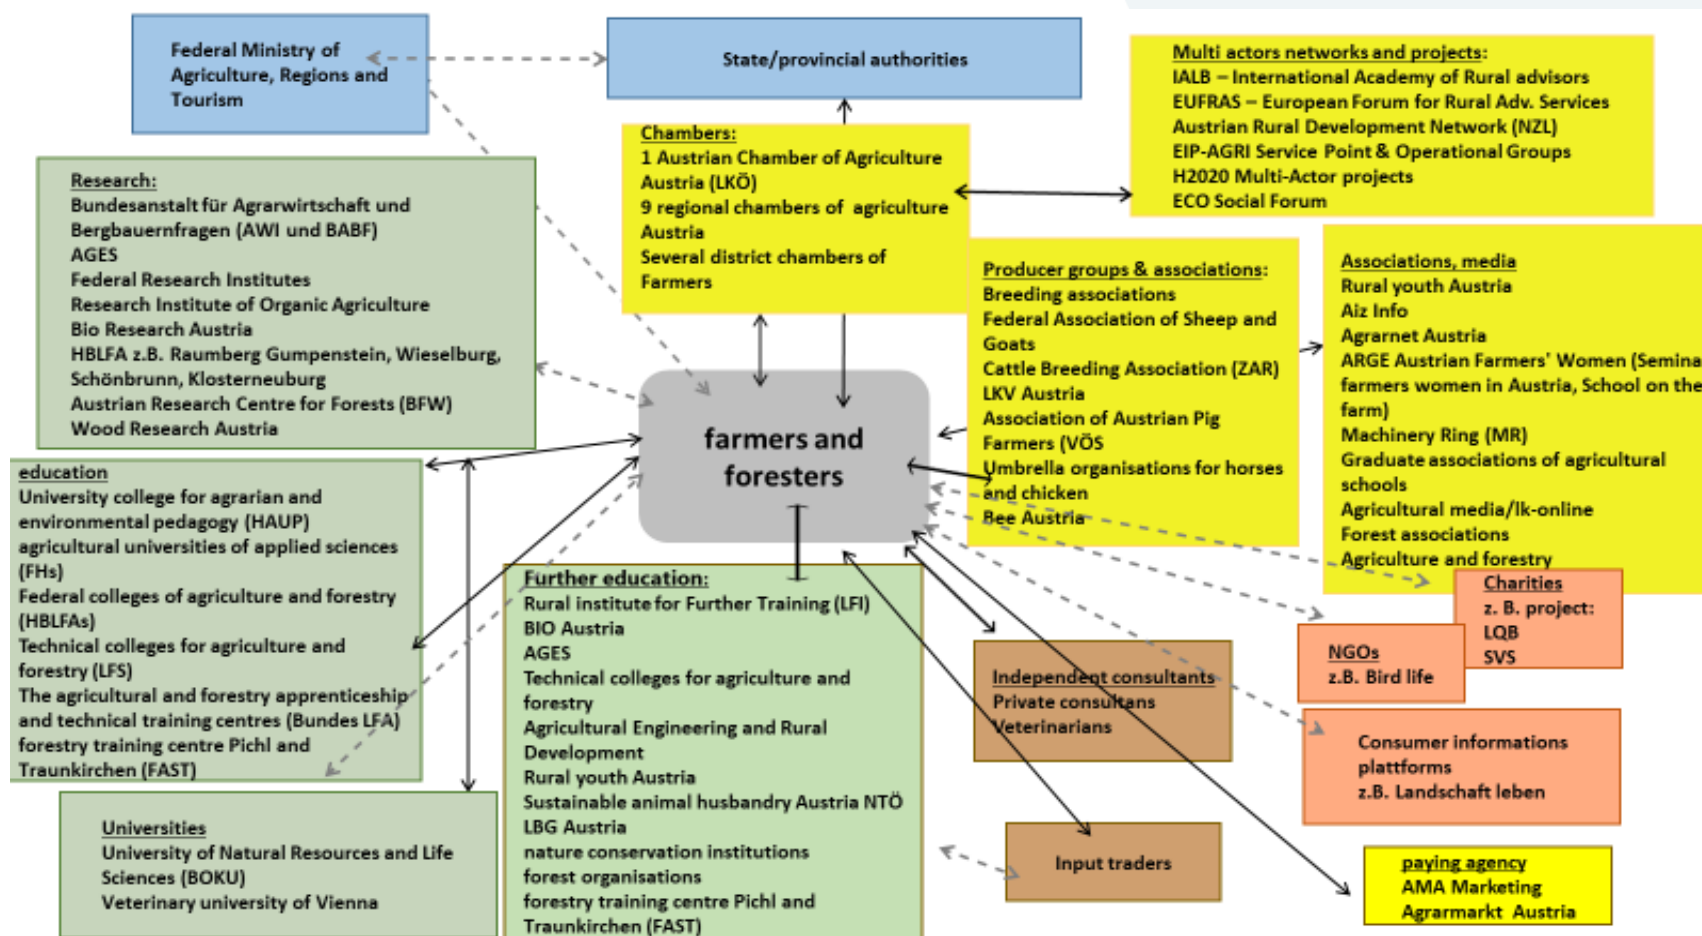 Federal Ministry of
Agriculture, Regions and
Tourism
State/provincial authorities
Multi actors networks and projects:
IALB – International Academy of Rural advisors
EUFRAS – European Forum for Rural Adv. Services
Austrian Rural Development Network (NZL)
EIP-AGRI Service Point & Operational Groups
H2020 Multi-Actor projects
ECO Social Forum
Chambers:
1 Austrian Chamber of Agriculture
Austria (LKÖ)
9 regional chambers of agriculture
Austria
Several district chambers of
Farmers
Research:
Bundesanstalt für Agrarwirtschaft und
Bergbauernfragen (AWI und BABF)
AGES
Federal Research Institutes
Research Institute of Organic Agriculture
Bio Research Austria
HBLFA z.B. Raumberg Gumpenstein, Wieselburg,
Schönbrunn, Klosterneuburg
Austrian Research Centre for Forests (BFW)
Wood Research Austria
Producer groups & associations:
Breeding associations
Federal Association of Sheep and
Goats
Cattle Breeding Association (ZAR)
LKV Austria
Association of Austrian Pig
Farmers (VÖS
Umbrella organisations for horses
and chicken
Bee Austria
Associations, media
Rural youth Austria
Aiz Info
Agrarnet Austria
ARGE Austrian Farmers' Women (Semina
farmers women in Austria, School on the
farm)
Machinery Ring (MR)
Graduate associations of agricultural
schools
Agricultural media/lk-online
Forest associations
Agriculture and forestry
farmers and
foresters
education
University college for agrarian and
environmental pedagogy (HAUP)
agricultural universities of applied sciences
(FHs)
Federal colleges of agriculture and forestry
(HBLFAs)
Technical colleges for agriculture and
forestry (LFS)
The agricultural and forestry apprenticeship
and technical training centres (Bundes LFA)
forestry training centre Pichl and
Traunkirchen (FAST)
Further education:
Rural institute for Further Training (LFI)
BIO Austria
AGES
Technical colleges for agriculture and
forestry
Agricultural Engineering and Rural
Development
Rural youth Austria
Sustainable animal husbandry Austria NTÖ
LBG Austria
nature conservation institutions
forest organisations
forestry training centre Pichl and
Traunkirchen (FAST)
Charities
z. B. project:
LQB
SVS
NGOs
z.B. Bird life
Independent consultants
Private consultans
Veterinarians
Consumer informations
plattforms
z.B. Landschaft leben
Universities
University of Natural Resources and Life
Sciences (BOKU)
Veterinary university of Vienna
Input traders
paying agency
AMA Marketing
Agrarmarkt Austria